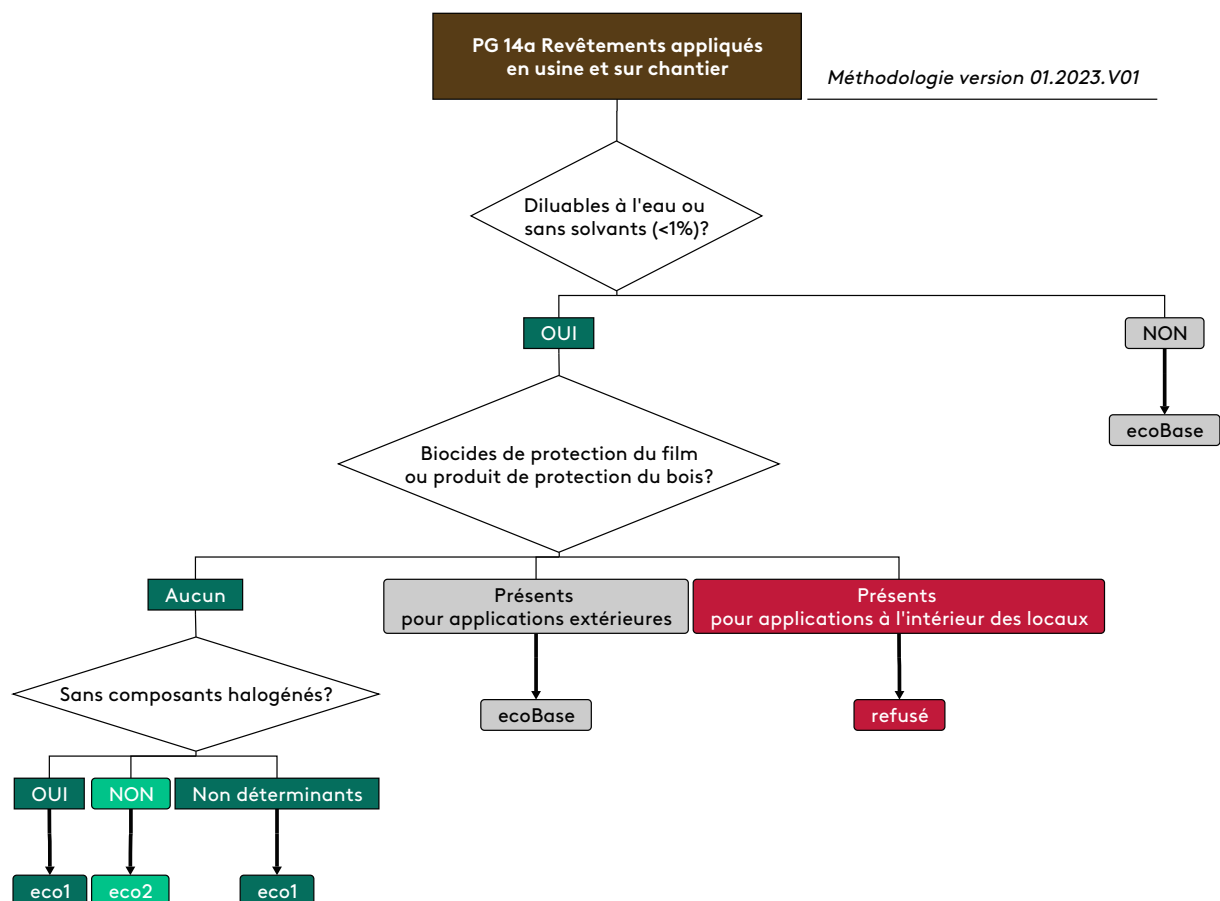 PG 14a Revêtements appliqués
en usine et sur chantier
Méthodologie version 01.2023.V01
Diluables à l'eau ou
sans solvants (<1%)?
OUI
NON
ecoBase
Biocides de protection du film
ou produit de protection du bois?
Aucun
Présents
pour applications extérieures
Présents
pour applications à l'intérieur des locaux
Sans composants halogénés?
ecoBase
refusé
OUI
NON
Non déterminants
eco1
eco2
eco1